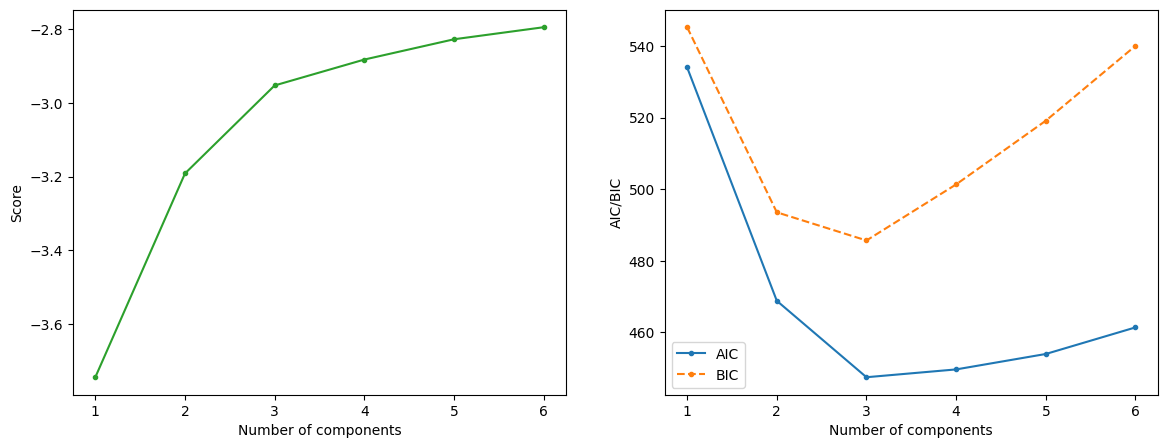 −2.8
−3.0
−3.2
−3.4
−3.6
Score
1 2 3 4 5 6
Number of components
540
520
500
480
460
AIC/BIC
AIC
BIC
1 2 3 4 5 6
Number of components